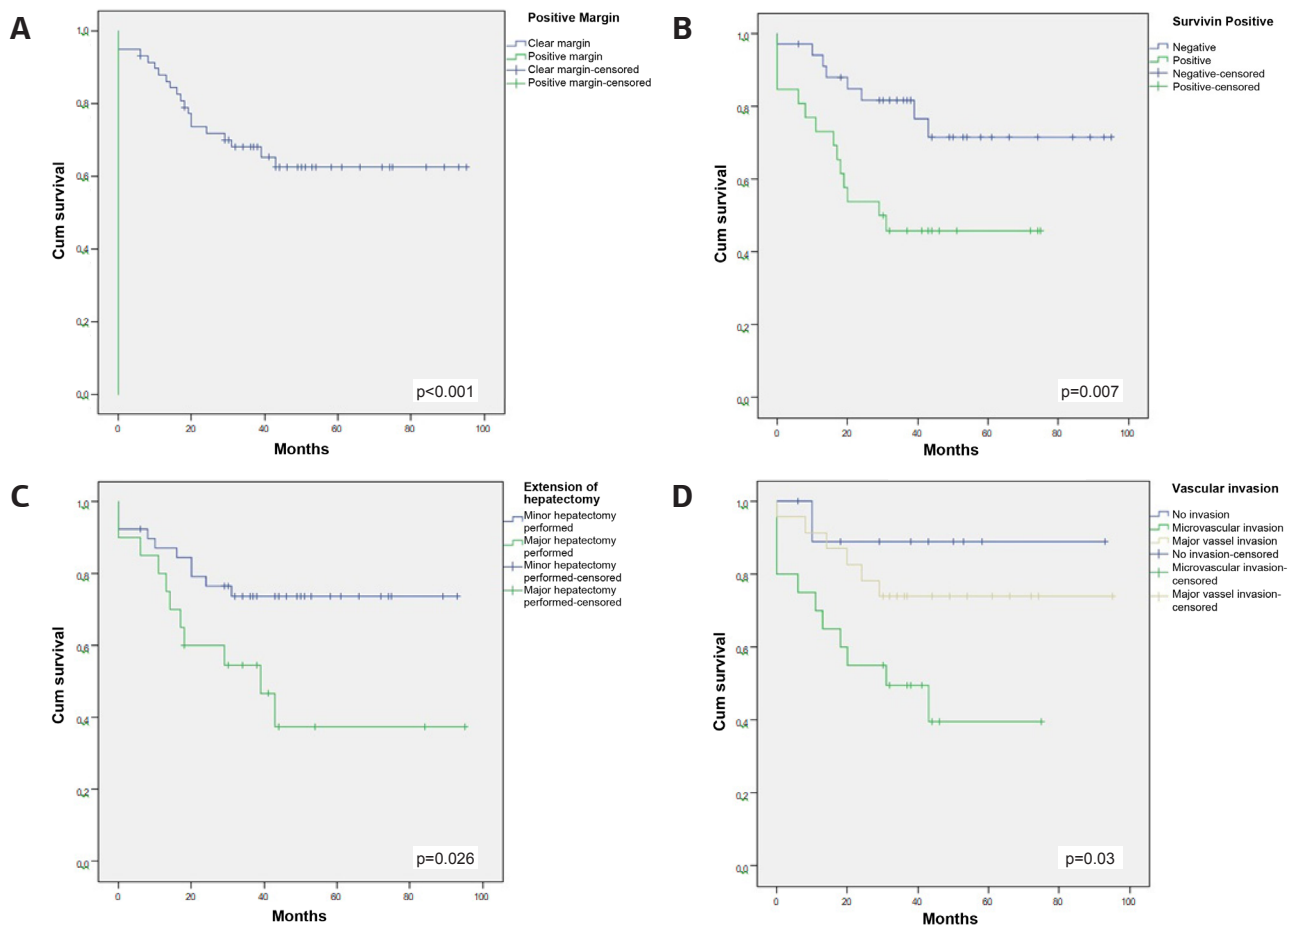 A
Positive Margin
Clear margin
Positive margin
Clear margin-censored
Positive margin-censored
1,0
0,8
0,6
0,4
0,2
0,0
Cum survival
p<0.001
0 20 40 60 80 100
Months
B
Survivin Positive
Negative
Positive
Negative-censored
Positive-censored
1,0
0,8
0,6
0,4
0,2
0,0
Cum survival
p=0.007
0 20 40 60 80 100
Months
C
Extension of
hepatectomy
Minor hepatectomy
performed
Major hepatectomy
performed
Minor hepatectomy
performed-censored
Major hepatectomy
performed-censored
1,0
0,8
0,6
0,4
0,2
0,0
Cum survival
p=0.026
0 20 40 60 80 100
Months
D
Vascular invasion
No invasion
Microvascular invasion
Major vessel invasion
No invasion-censored
Microvascular invasion-
censored
Major vessel invasion-
censored
1,0
0,8
0,6
0,4
0,2
0,0
Cum survival
p=0.03
0 20 40 60 80 100
Months